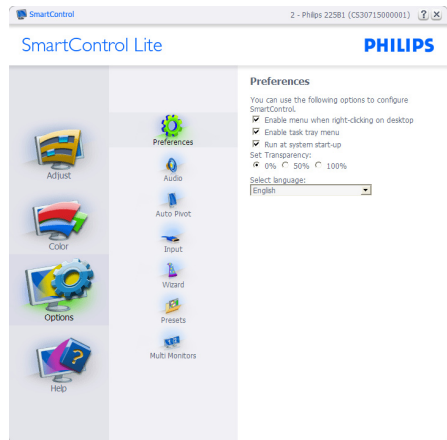 SmartControl
2 - Philips 225B1 (CS30715000001)
SmartControl Lite
PHILIPS
Preferences
You can use the following options to configure
SmartControl.
Enable menu when right-clicking on desktop
Enable task tray menu
Run at system start-up
Set Transparency:
0% 50% 100%
Select language:
English
Adjust
Color
Options
Help
Preferences
Audio
Auto Pivot
Input
Wizard
Presets
Multi Monitors